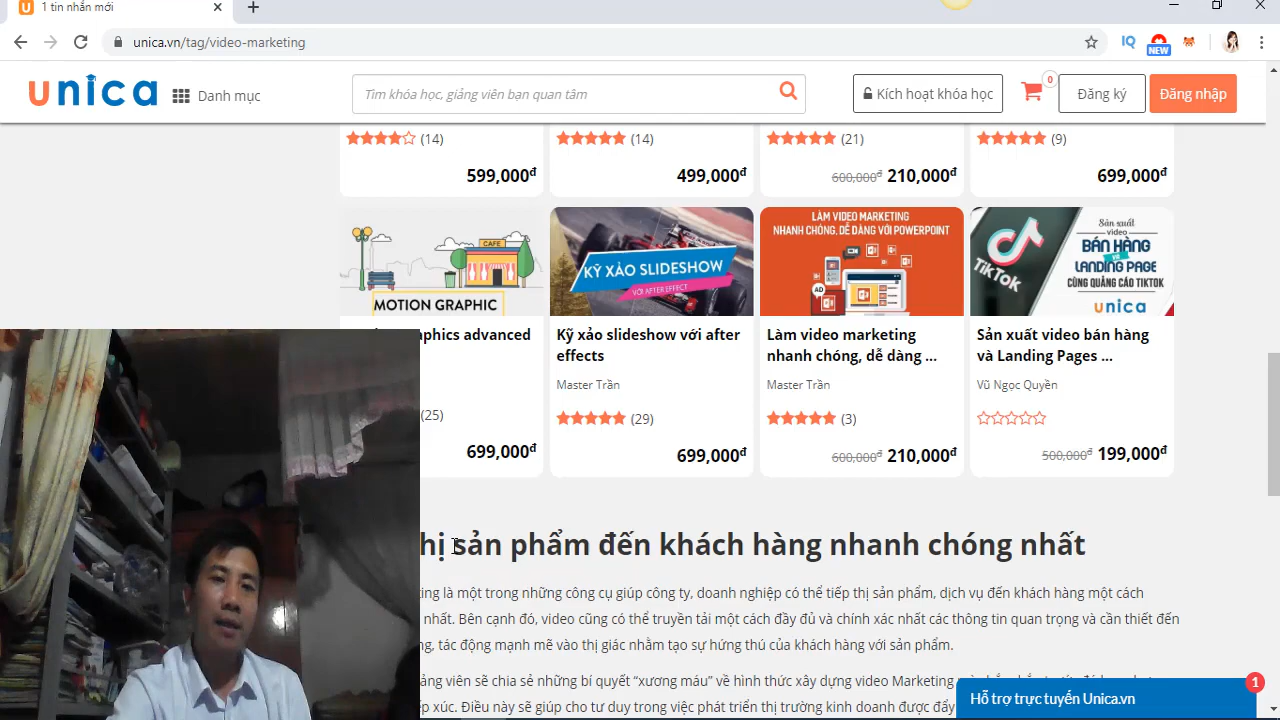 1 tin nhắn mới
unica.vn/tag/video-marketing
NEW
unica
Danh mục
Tìm khóa học, giảng viên bạn quan tâm
Kích hoạt khóa học
0
Đăng ký
Đăng nhập
(14)
(14)
(21)
(9)
599,000đ
499,000đ
600,000đ 210,000đ
699,000đ
CAFE
MOTION GRAPHIC
KỸ XẢO SLIDESHOW
VỚI AFTER EFFECT
LÀM VIDEO MARKETING
NHANH CHÓNG, DỄ DÀNG VỚI POWERPOINT
AD
TikTok
Sản xuất
video
BÁN HÀNG
và
LANDING PAGE
CÙNG QUẢNG CÁO TIKTOK
unica
aphics advanced
Kỹ xảo slideshow với after
effects
Làm video marketing
nhanh chóng, dễ dàng ...
Sản xuất video bán hàng
và Landing Pages ...
Master Trần
Master Trần
Vũ Ngọc Quyền
(25)
(29)
(3)
699,000đ
699,000đ
600,000đ 210,000đ
500,000đ 199,000đ
hị sản phẩm đến khách hàng nhanh chóng nhất
ing là một trong những công cụ giúp công ty, doanh nghiệp có thể tiếp thị sản phẩm, dịch vụ đến khách hàng một cách
nhất. Bên cạnh đó, video cũng có thể truyền tải một cách đầy đủ và chính xác nhất các thông tin quan trọng và cần thiết đến
ng, tác động mạnh mẽ vào thị giác nhằm tạo sự hứng thú của khách hàng với sản phẩm.
ảng viên sẽ chia sẻ những bí quyết “xương máu” về hình thức xây dựng video Marketing
ếp xúc. Điều này sẽ giúp cho tư duy trong việc phát triển thị trường kinh doanh được đẩy
Hỗ trợ trực tuyến Unica.vn
1